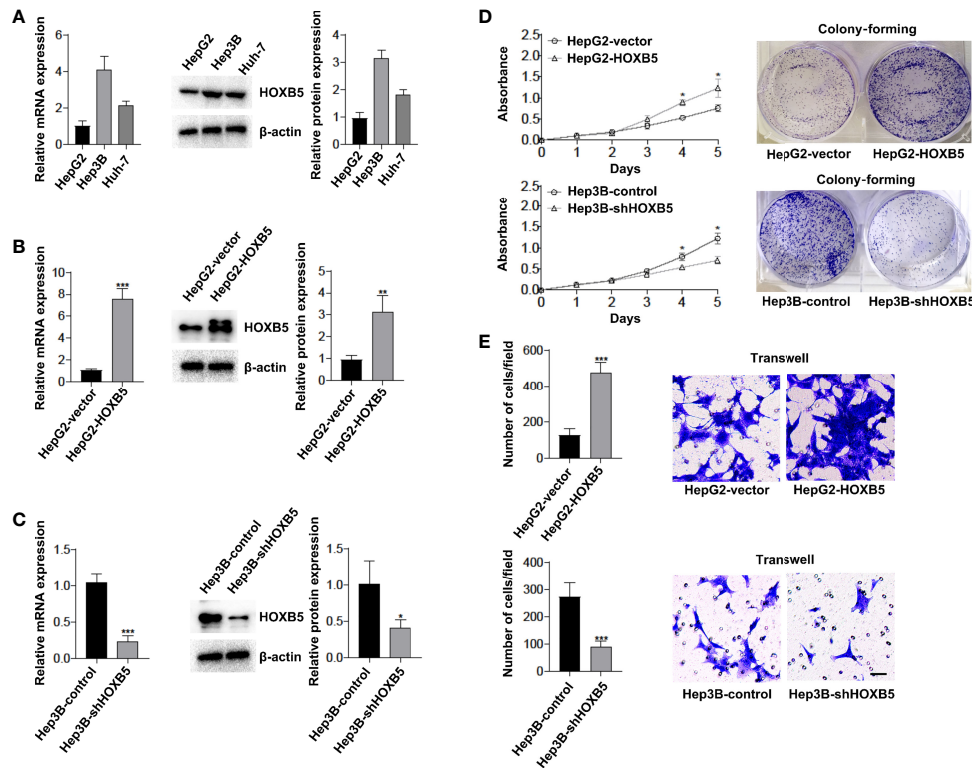 A
Relative mRNA expression
6
4
2
0
HepG2
Hep3B
Huh-7
HepG2
Hep3B
Huh-7
HOXB5
β-actin
Relative protein expression
4
3
2
1
0
HepG2
Hep3B
Huh-7
B
Relative mRNA expression
10
8
6
4
2
0
***
HepG2-vector
HepG2-HOXB5
HepG2-vector
HepG2-HOXB5
HOXB5
β-actin
Relative protein expression
5
4
3
2
1
0
**
HepG2-vector
HepG2-HOXB5
C
Relative mRNA expression
1.5
1.0
0.5
0.0
***
Hep3B-control
Hep3B-shHOXB5
Hep3B-control
Hep3B-shHOXB5
HOXB5
β-actin
Relative protein expression
1.5
1.0
0.5
0.0
*
Hep3B-control
Hep3B-shHOXB5
D
Absorbance
2.5
2.0
1.5
1.0
0.5
0.0
HepG2-vector
HepG2-HOXB5
* *
0 1 2 3 4 5
Days
Colony-forming
HepG2-vector HepG2-HOXB5
Absorbance
2.5
2.0
1.5
1.0
0.5
0.0
Hep3B-control
Hep3B-shHOXB5
* *
0 1 2 3 4 5
Days
Colony-forming
Hep3B-control Hep3B-shHOXB5
E
Number of cells/field
600
400
200
0
***
HepG2-vector
HepG2-HOXB5
Transwell
HepG2-vector HepG2-HOXB5
Number of cells/field
400
300
200
100
0
***
Hep3B-control
Hep3B-shHOXB5
Transwell
Hep3B-control Hep3B-shHOXB5